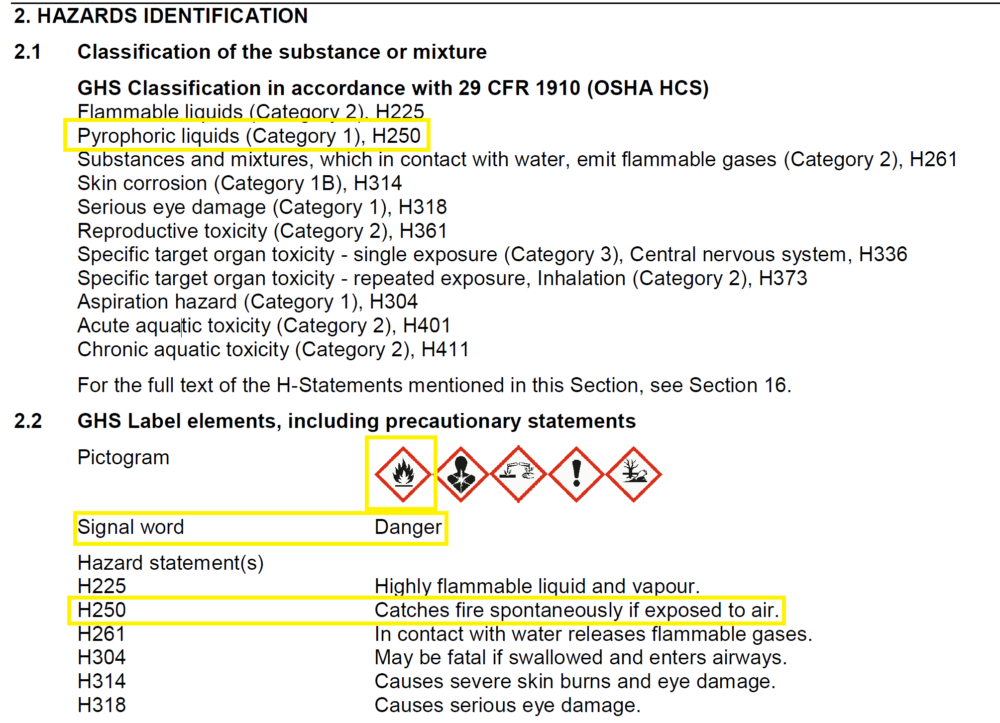 2. HAZARDS IDENTIFICATION
2.1 Classification of the substance or mixture
GHS Classification in accordance with 29 CFR 1910 (OSHA HCS)
Flammable liquids (Category 2), H225
Pyrophoric liquids (Category 1), H250
Substances and mixtures, which in contact with water, emit flammable gases (Category 2), H261
Skin corrosion (Category 1B), H314
Serious eye damage (Category 1), H318
Reproductive toxicity (Category 2), H361
Specific target organ toxicity - single exposure (Category 3), Central nervous system, H336
Specific target organ toxicity - repeated exposure, Inhalation (Category 2), H373
Aspiration hazard (Category 1), H304
Acute aquatic toxicity (Category 2), H401
Chronic aquatic toxicity (Category 2), H411
For the full text of the H-Statements mentioned in this Section, see Section 16.
2.2 GHS Label elements, including precautionary statements
Pictogram
Signal word Danger
Hazard statement(s)
H225 Highly flammable liquid and vapour.
H250 Catches fire spontaneously if exposed to air.
H261 In contact with water releases flammable gases.
H304 May be fatal if swallowed and enters airways.
H314 Causes severe skin burns and eye damage.
H318 Causes serious eye damage.